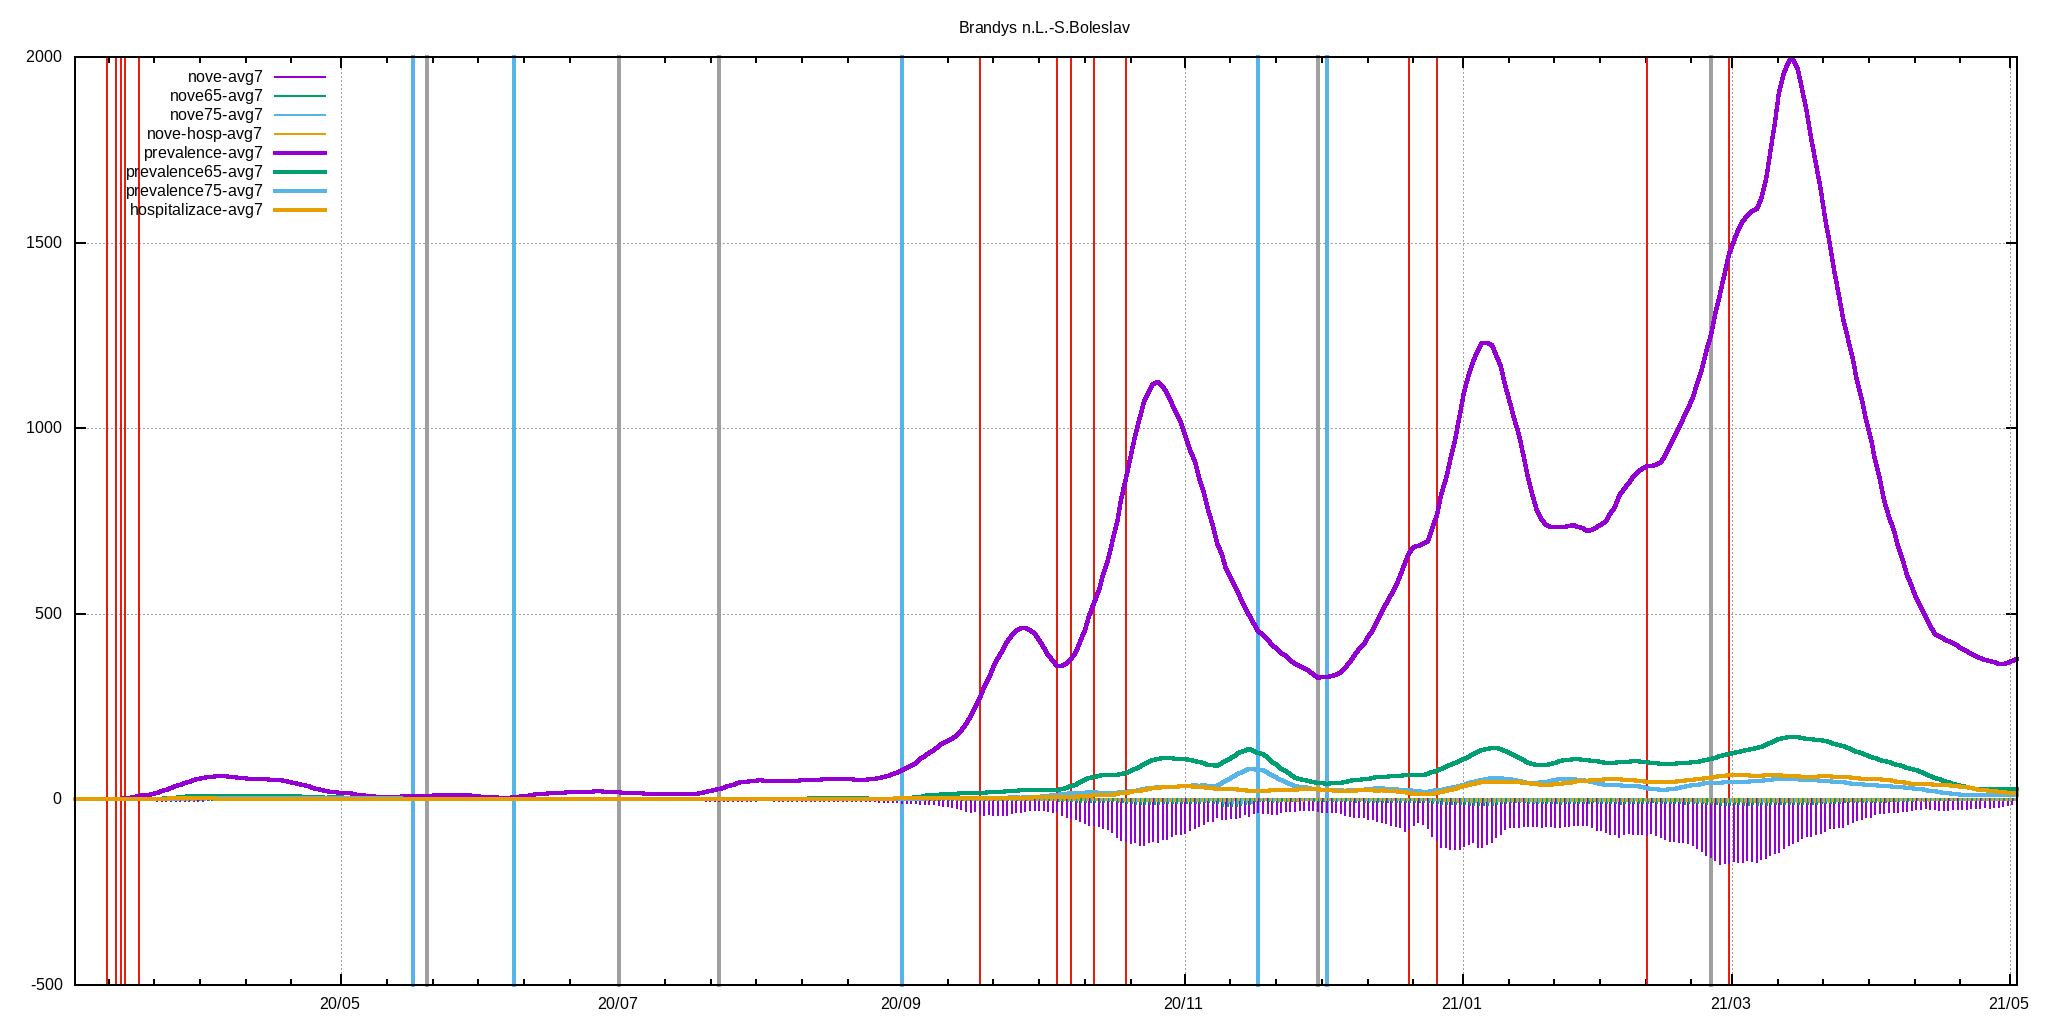 Brandys n.L.-S.Boleslav
2000
1500
1000
500
0
-500
nove-avg7
nove65-avg7
nove75-avg7
nove-hosp-avg7
prevalence-avg7
prevalence65-avg7
prevalence75-avg7
hospitalizace-avg7
20/05 20/07 20/09 20/11 21/01 21/03 21/05